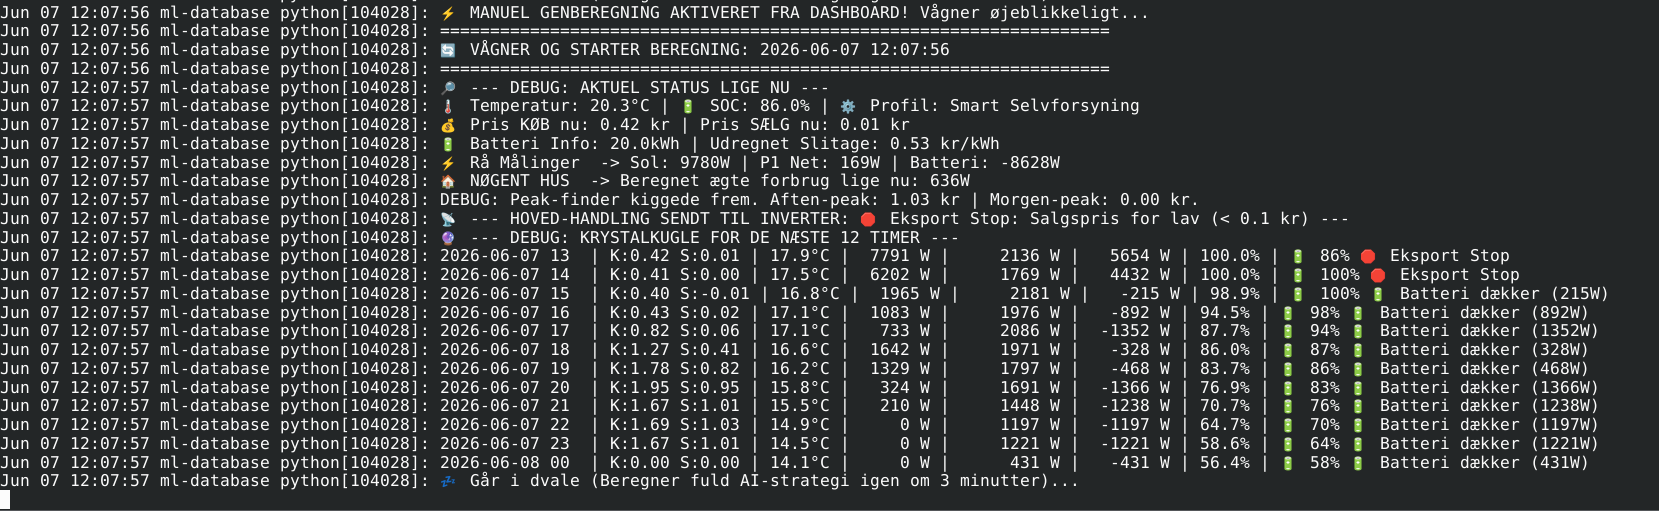 Jun 07 12:07:56 ml-database python[104028]: ⚡ MANUEL GENBEREGNING AKTIVERET FRA DASHBOARD! Vågner øjeblikkeligt...
Jun 07 12:07:56 ml-database python[104028]: ===================================================================
Jun 07 12:07:56 ml-database python[104028]: 🔄 VÅGNER OG STARTER BEREGNING: 2026-06-07 12:07:56
Jun 07 12:07:56 ml-database python[104028]: ===================================================================
Jun 07 12:07:57 ml-database python[104028]: 🔎 --- DEBUG: AKTUEL STATUS LIGE NU ---
Jun 07 12:07:57 ml-database python[104028]: 🌡️ Temperatur: 20.3°C | 🔋 SOC: 86.0% | ⚙️ Profil: Smart Selvforsyning
Jun 07 12:07:57 ml-database python[104028]: 💰 Pris KØB nu: 0.42 kr | Pris SÆLG nu: 0.01 kr
Jun 07 12:07:57 ml-database python[104028]: 🔋 Batteri Info: 20.0kWh | Udregnet Slitage: 0.53 kr/kWh
Jun 07 12:07:57 ml-database python[104028]: ⚡ Rå Målinger  -> Sol: 9780W | P1 Net: 169W | Batteri: -8628W
Jun 07 12:07:57 ml-database python[104028]: 🏠 NØGENT HUS  -> Beregnet ægte forbrug lige nu: 636W
Jun 07 12:07:57 ml-database python[104028]: DEBUG: Peak-finder kiggede frem. Aften-peak: 1.03 kr | Morgen-peak: 0.00 kr.
Jun 07 12:07:57 ml-database python[104028]: 📡 --- HOVED-HANDLING SENDT TIL INVERTER: 🛑 Eksport Stop: Salgspris for lav (< 0.1 kr) ---
Jun 07 12:07:57 ml-database python[104028]: 🔮 --- DEBUG: KRYSTALKUGLE FOR DE NÆSTE 12 TIMER ---
Jun 07 12:07:57 ml-database python[104028]: 2026-06-07 13  | K:0.42 S:0.01 | 17.9°C |  7791 W |     2136 W |   5654 W | 100.0% | 🔋 86% 🛑 Eksport Stop
Jun 07 12:07:57 ml-database python[104028]: 2026-06-07 14  | K:0.41 S:0.00 | 17.5°C |  6202 W |     1769 W |   4432 W | 100.0% | 🔋 100% 🛑 Eksport Stop
Jun 07 12:07:57 ml-database python[104028]: 2026-06-07 15  | K:0.40 S:-0.01 | 16.8°C |  1965 W |     2181 W |   -215 W | 98.9% | 🔋 100% 🔋 Batteri dækker (215W)
Jun 07 12:07:57 ml-database python[104028]: 2026-06-07 16  | K:0.43 S:0.02 | 17.1°C |  1083 W |     1976 W |   -892 W | 94.5% | 🔋 98% 🔋 Batteri dækker (892W)
Jun 07 12:07:57 ml-database python[104028]: 2026-06-07 17  | K:0.82 S:0.06 | 17.1°C |   733 W |     2086 W |  -1352 W | 87.7% | 🔋 94% 🔋 Batteri dækker (1352W)
Jun 07 12:07:57 ml-database python[104028]: 2026-06-07 18  | K:1.27 S:0.41 | 16.6°C |  1642 W |     1971 W |   -328 W | 86.0% | 🔋 87% 🔋 Batteri dækker (328W)
Jun 07 12:07:57 ml-database python[104028]: 2026-06-07 19  | K:1.78 S:0.82 | 16.2°C |  1329 W |     1797 W |   -468 W | 83.7% | 🔋 86% 🔋 Batteri dækker (468W)
Jun 07 12:07:57 ml-database python[104028]: 2026-06-07 20  | K:1.95 S:0.95 | 15.8°C |   324 W |     1691 W |  -1366 W | 76.9% | 🔋 83% 🔋 Batteri dækker (1366W)
Jun 07 12:07:57 ml-database python[104028]: 2026-06-07 21  | K:1.67 S:1.01 | 15.5°C |   210 W |     1448 W |  -1238 W | 70.7% | 🔋 76% 🔋 Batteri dækker (1238W)
Jun 07 12:07:57 ml-database python[104028]: 2026-06-07 22  | K:1.69 S:1.03 | 14.9°C |     0 W |     1197 W |  -1197 W | 64.7% | 🔋 70% 🔋 Batteri dækker (1197W)
Jun 07 12:07:57 ml-database python[104028]: 2026-06-07 23  | K:1.67 S:1.01 | 14.5°C |     0 W |     1221 W |  -1221 W | 58.6% | 🔋 64% 🔋 Batteri dækker (1221W)
Jun 07 12:07:57 ml-database python[104028]: 2026-06-08 00  | K:0.00 S:0.00 | 14.1°C |     0 W |      431 W |   -431 W | 56.4% | 🔋 58% 🔋 Batteri dækker (431W)
Jun 07 12:07:57 ml-database python[104028]: 💤 Går i dvale (Beregner fuld AI-strategi igen om 3 minutter)...